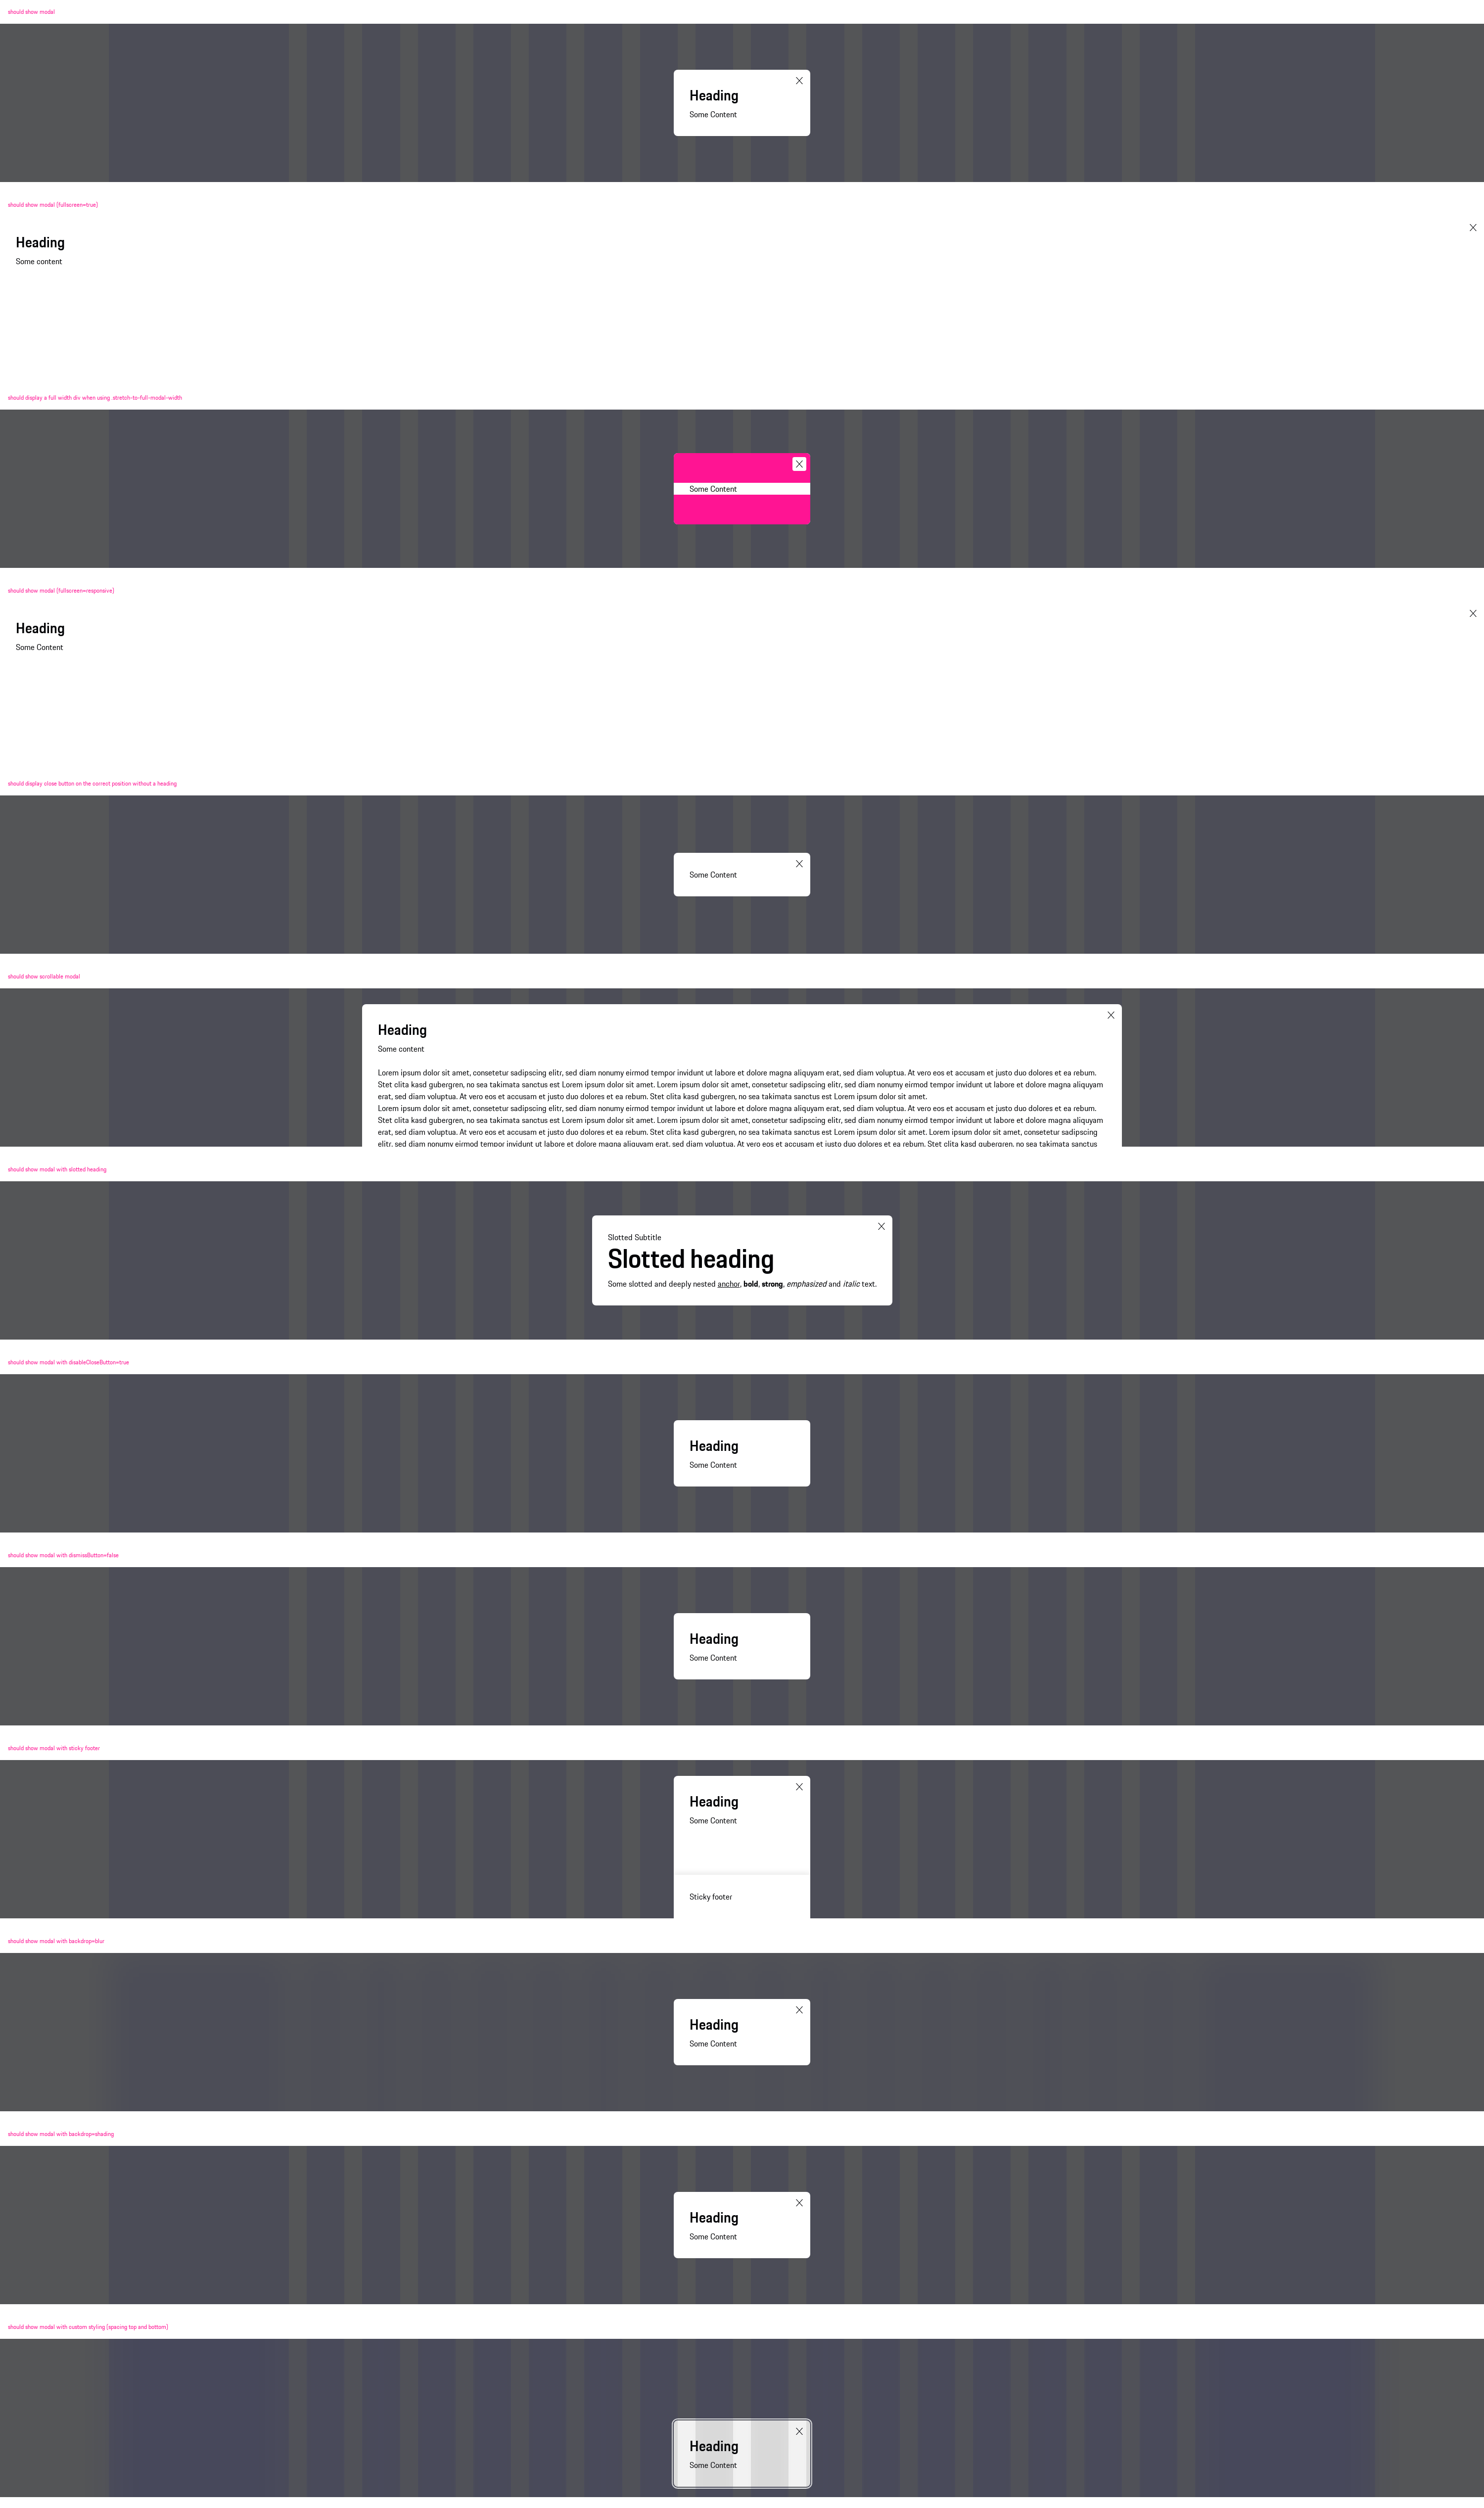 should show modal
Heading
Some Content
should show modal (fullscreen=true)
Heading
Some content
should display a full width div when using .stretch-to-full-modal-width
Some Content
should show modal (fullscreen=responsive)
Heading
Some Content
should display close button on the correct position without a heading
Some Content
should show scrollable modal
Heading
Some content
Lorem ipsum dolor sit amet, consetetur sadipscing elitr, sed diam nonumy eirmod tempor invidunt ut labore et dolore magna aliquyam erat, sed diam voluptua. At vero eos et accusam et justo duo dolores et ea rebum.
Stet clita kasd gubergren, no sea takimata sanctus est Lorem ipsum dolor sit amet. Lorem ipsum dolor sit amet, consetetur sadipscing elitr, sed diam nonumy eirmod tempor invidunt ut labore et dolore magna aliquyam
erat, sed diam voluptua. At vero eos et accusam et justo duo dolores et ea rebum. Stet clita kasd gubergren, no sea takimata sanctus est Lorem ipsum dolor sit amet.
Lorem ipsum dolor sit amet, consetetur sadipscing elitr, sed diam nonumy eirmod tempor invidunt ut labore et dolore magna aliquyam erat, sed diam voluptua. At vero eos et accusam et justo duo dolores et ea rebum.
Stet clita kasd gubergren, no sea takimata sanctus est Lorem ipsum dolor sit amet. Lorem ipsum dolor sit amet, consetetur sadipscing elitr, sed diam nonumy eirmod tempor invidunt ut labore et dolore magna aliquyam
erat, sed diam voluptua. At vero eos et accusam et justo duo dolores et ea rebum. Stet clita kasd gubergren, no sea takimata sanctus est Lorem ipsum dolor sit amet. Lorem ipsum dolor sit amet, consetetur sadipscing
elitr, sed diam nonumy eirmod tempor invidunt ut labore et dolore magna aliquyam erat, sed diam voluptua. At vero eos et accusam et justo duo dolores et ea rebum. Stet clita kasd gubergren, no sea takimata sanctus
should show modal with slotted heading
Slotted Subtitle
Slotted heading
Some slotted and deeply nested anchor, bold, strong, emphasized and italic text.
should show modal with disableCloseButton=true
Heading
Some Content
should show modal with dismissButton=false
Heading
Some Content
should show modal with sticky footer
Heading
Some Content
Sticky footer
should show modal with backdrop=blur
Heading
Some Content
should show modal with backdrop=shading
Heading
Some Content
should show modal with custom styling (spacing top and bottom)
Heading
Some Content